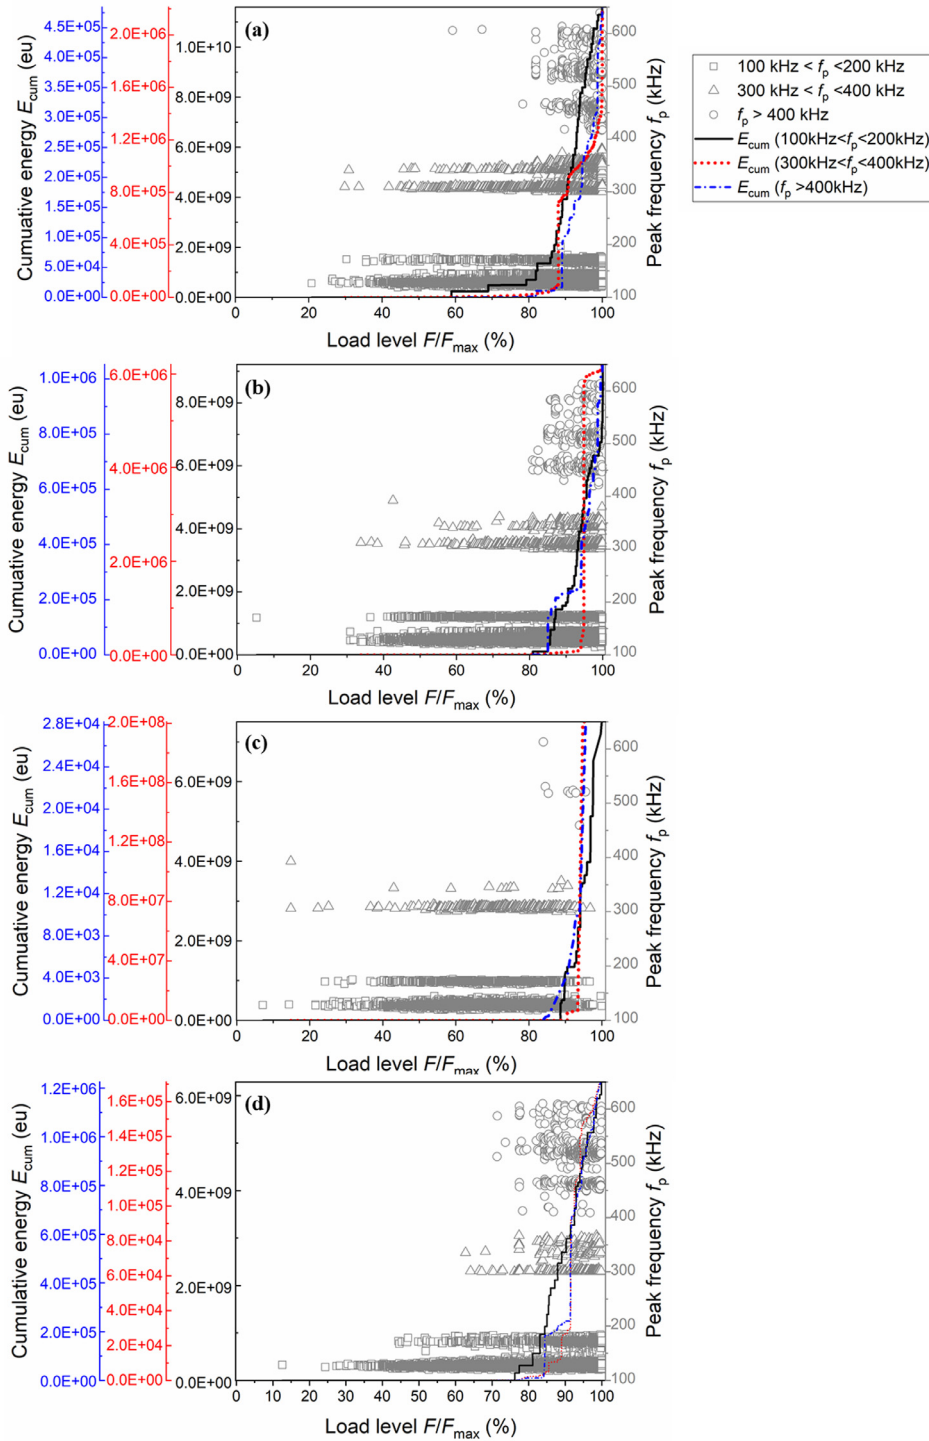 (a)
4.5E+05
4E+05
3.5E+05
3E+05
2.5E+05
2E+05
1.5E+05
1E+05
5E+04
0.0E+00
2.0E+06
1.6E+06
1.2E+06
8.0E+05
4.0E+05
0.0E+00
1.0E+10
8.0E+09
6.0E+09
4.0E+09
2.0E+09
0.0E+00
600
500
400
300
200
100
Cumuative energy Ecum (eu)
Peak frequency fp (kHz)
0 20 40 60 80 100
Load level F/Fmax (%)
100 kHz < fp <200 kHz
300 kHz < fp <400 kHz
fp > 400 kHz
Ecum (100kHz<fp<200kHz)
Ecum (300kHz<fp<400kHz)
Ecum (fp >400kHz)
(b)
1.0E+06
8.0E+05
6.0E+05
4.0E+05
2.0E+05
0.0E+00
6.0E+06
4.0E+06
2.0E+06
0.0E+00
8.0E+09
6.0E+09
4.0E+09
2.0E+09
0.0E+00
600
500
400
300
200
100
Cumuative energy Ecum (eu)
Peak frequency fp (kHz)
0 20 40 60 80 100
Load level F/Fmax (%)
(c)
2.8E+04
2.4E+04
2.0E+04
1.6E+04
1.2E+04
8.0E+03
4.0E+03
0.0E+00
2.0E+08
1.6E+08
1.2E+08
8.0E+07
4.0E+07
0.0E+00
6.0E+09
4.0E+09
2.0E+09
0.0E+00
600
500
400
300
200
100
Cumuative energy Ecum (eu)
Peak frequency fp (kHz)
0 20 40 60 80 100
Load level F/Fmax (%)
(d)
1.2E+06
1.0E+06
8.0E+05
6.0E+05
4.0E+05
2.0E+05
0.0E+00
1.6E+05
1.4E+05
1.2E+05
1.0E+05
8.0E+04
6.0E+04
4.0E+04
2.0E+04
0.0E+00
6.0E+09
4.0E+09
2.0E+09
0.0E+00
600
500
400
300
200
100
Cumulative energy Ecum (eu)
Peak frequency fp (kHz)
0 10 20 30 40 50 60 70 80 90 100
Load level F/Fmax (%)